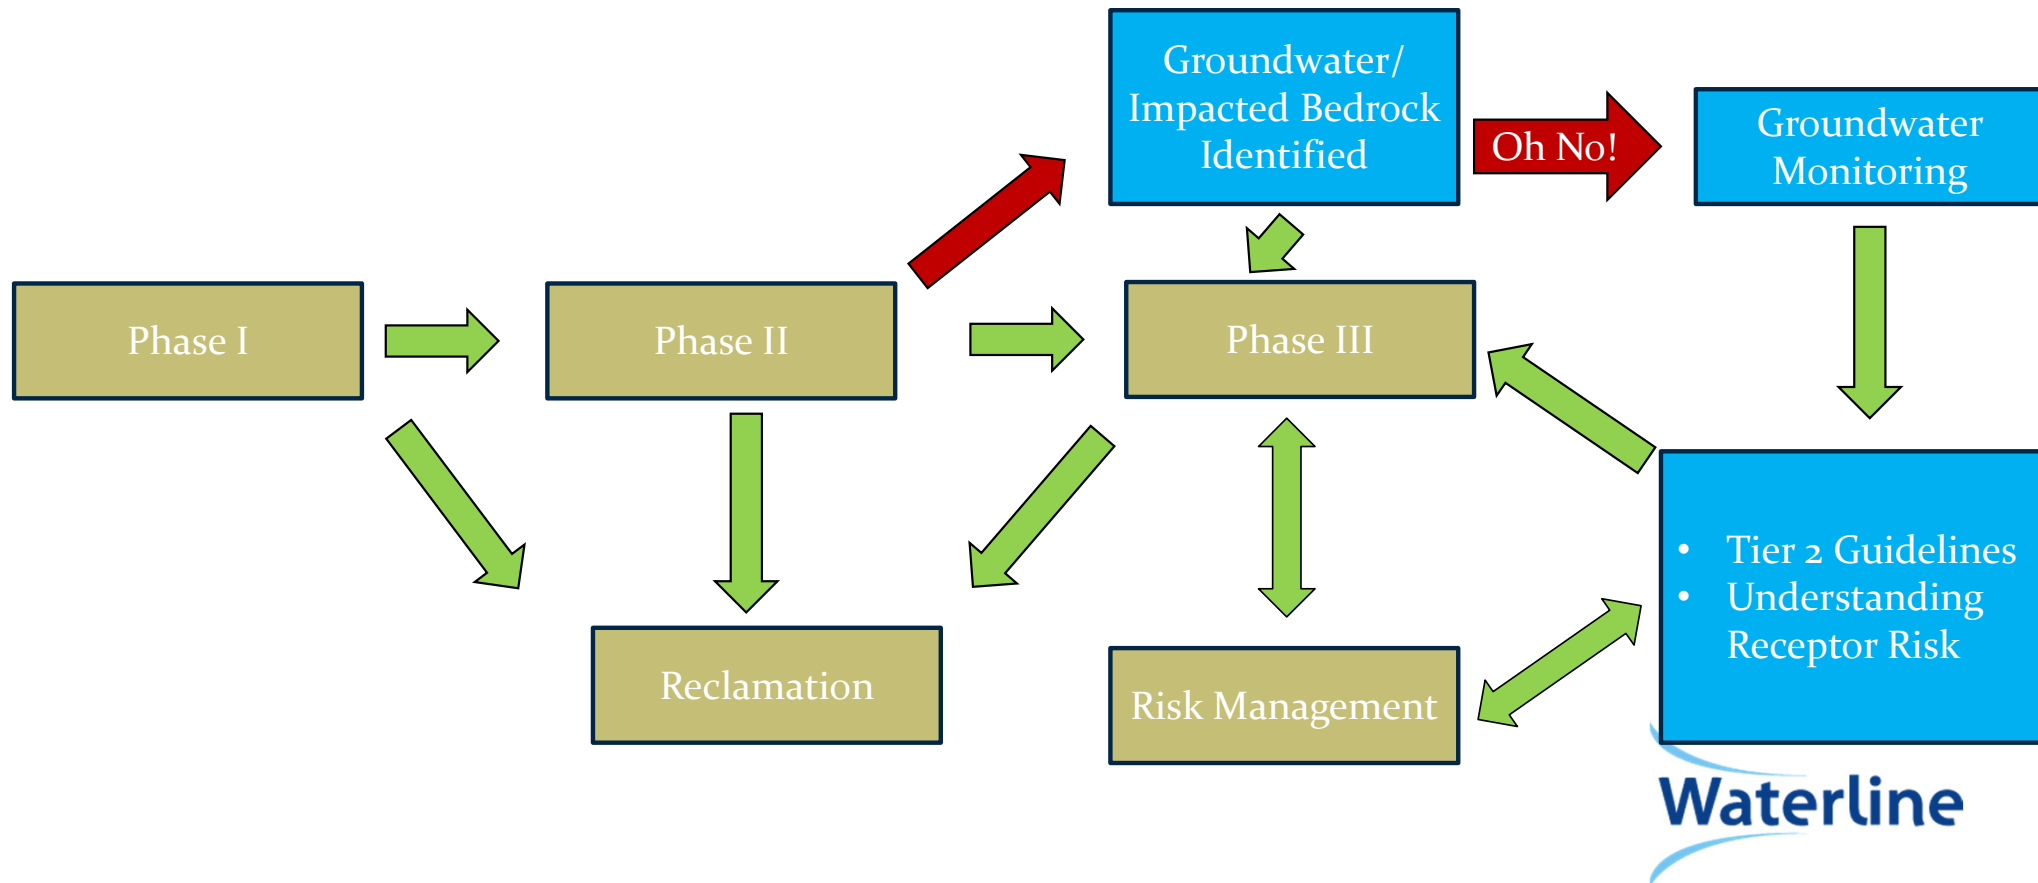 Groundwater/
Impacted Bedrock
Identified
Oh No!
Groundwater
Monitoring
Phase I
Phase II
Phase III
• Tier 2 Guidelines
• Understanding
Receptor Risk
Reclamation
Risk Management
Waterline